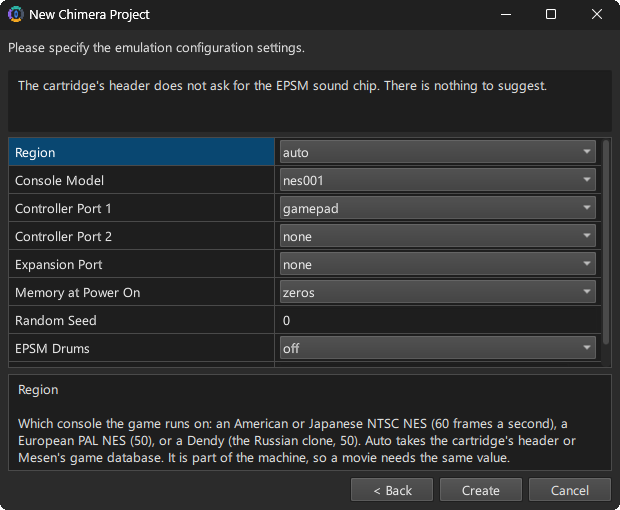 New Chimera Project
Please specify the emulation configuration settings.
The cartridge's header does not ask for the EPSM sound chip. There is nothing to suggest.
Region auto
Console Model nes001
Controller Port 1 gamepad
Controller Port 2 none
Expansion Port none
Memory at Power On zeros
Random Seed 0
EPSM Drums off
Region
Which console the game runs on: an American or Japanese NTSC NES (60 frames a second), a
European PAL NES (50), or a Dendy (the Russian clone, 50). Auto takes the cartridge's header or
Mesen's game database. It is part of the machine, so a movie needs the same value.
< Back Create Cancel